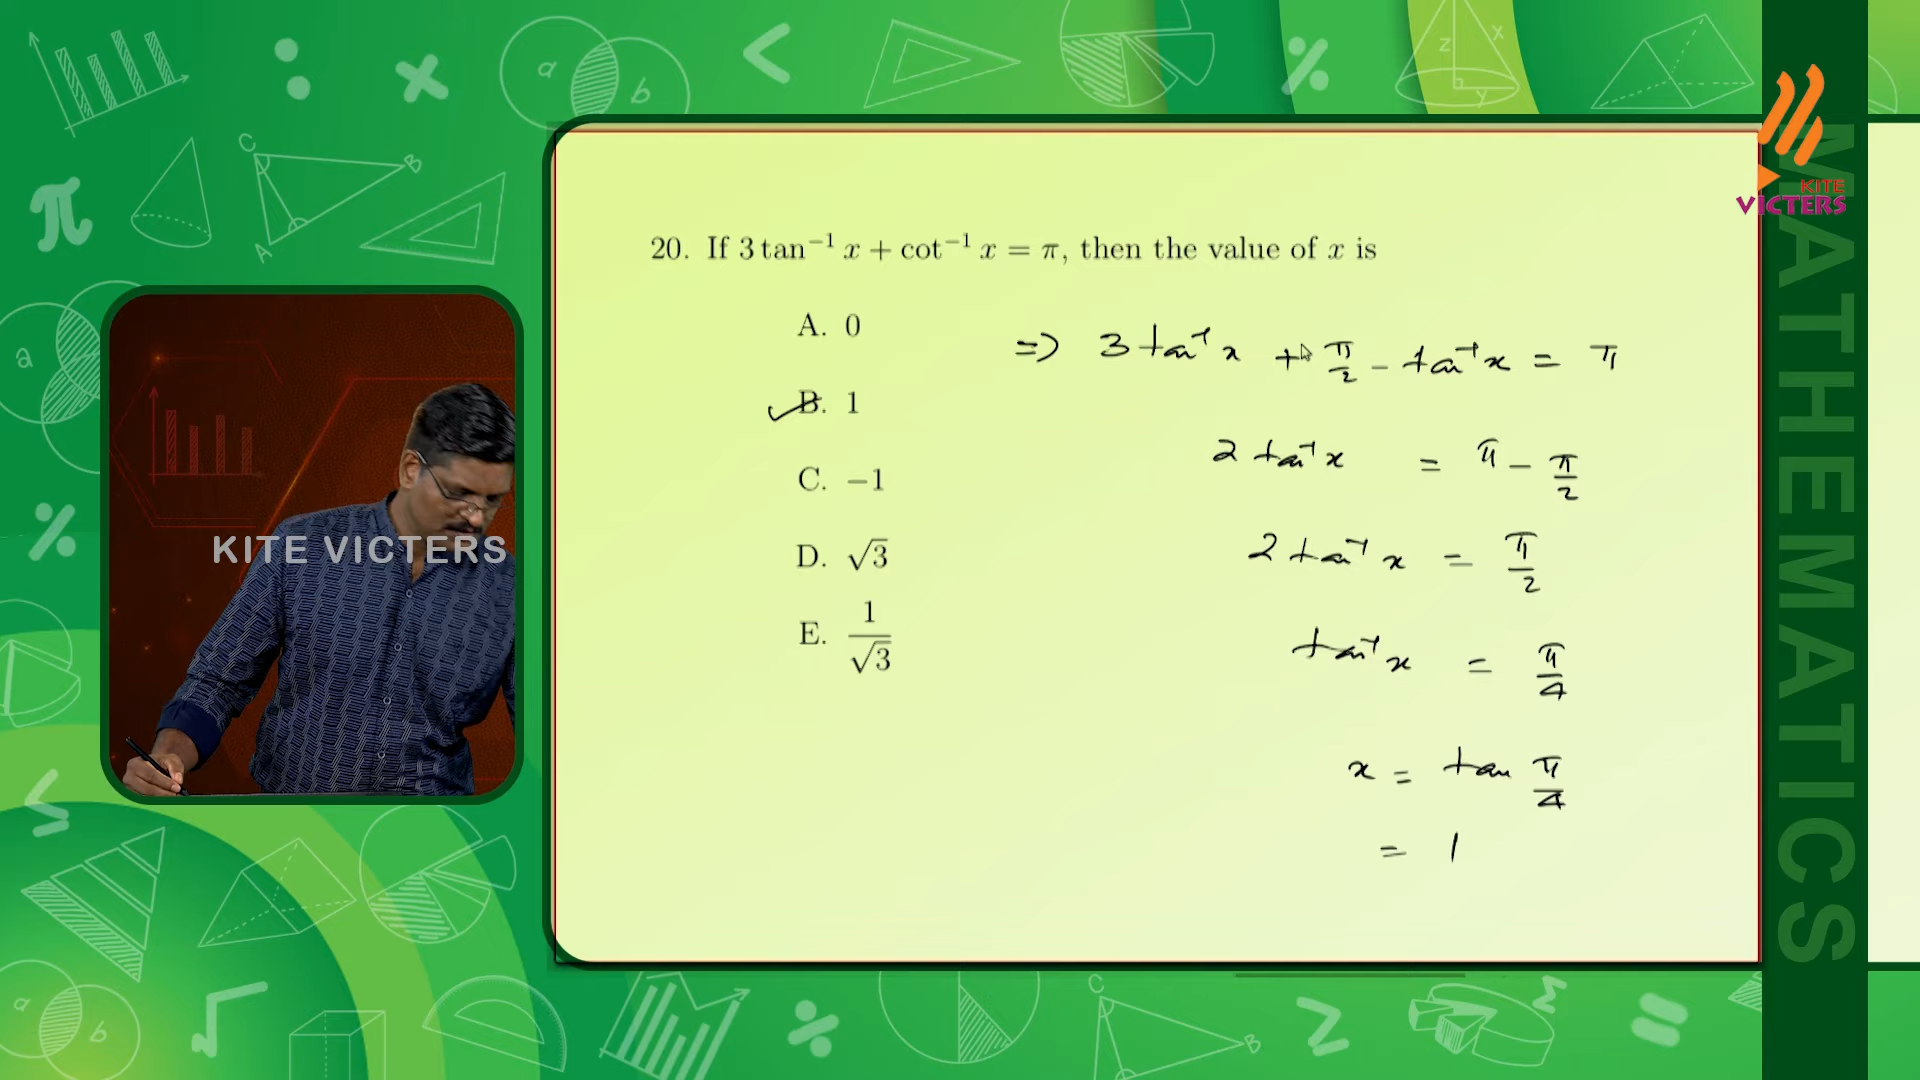 20. If 3 tan⁻¹ x + cot⁻¹ x = π, then the value of x is
A. 0
B. 1
C. −1
D. √3
E. 1/√3
=> 3 tan⁻¹ x + π/2 − tan⁻¹ x = π
2 tan⁻¹ x = π − π/2
2 tan⁻¹ x = π/2
tan⁻¹ x = π/4
x = tan π/4
= 1
KITE VICTERS
KITE
VICTERS
MATHEMATICS
a
b
C
B
A
a
Z
X
Y
a
b
C
B